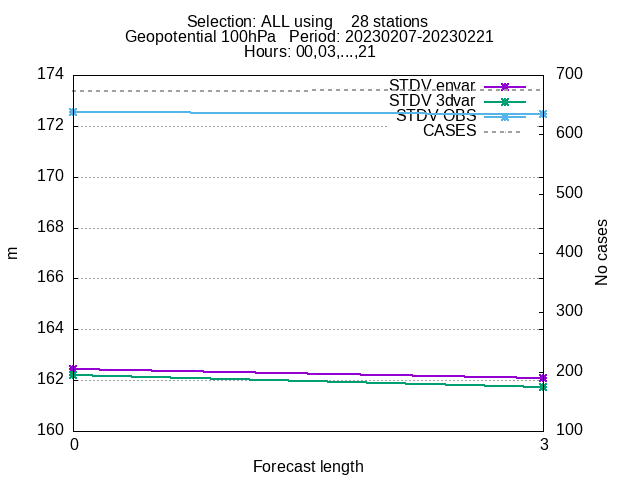 Selection: ALL using    28 stations
Geopotential 100hPa   Period: 20230207-20230221
Hours: 00,03,...,21
174
172
170
168
166
164
162
160
m
700
600
500
400
300
200
100
No cases
STDV envar
STDV 3dvar
STDV OBS
CASES
0
3
Forecast length